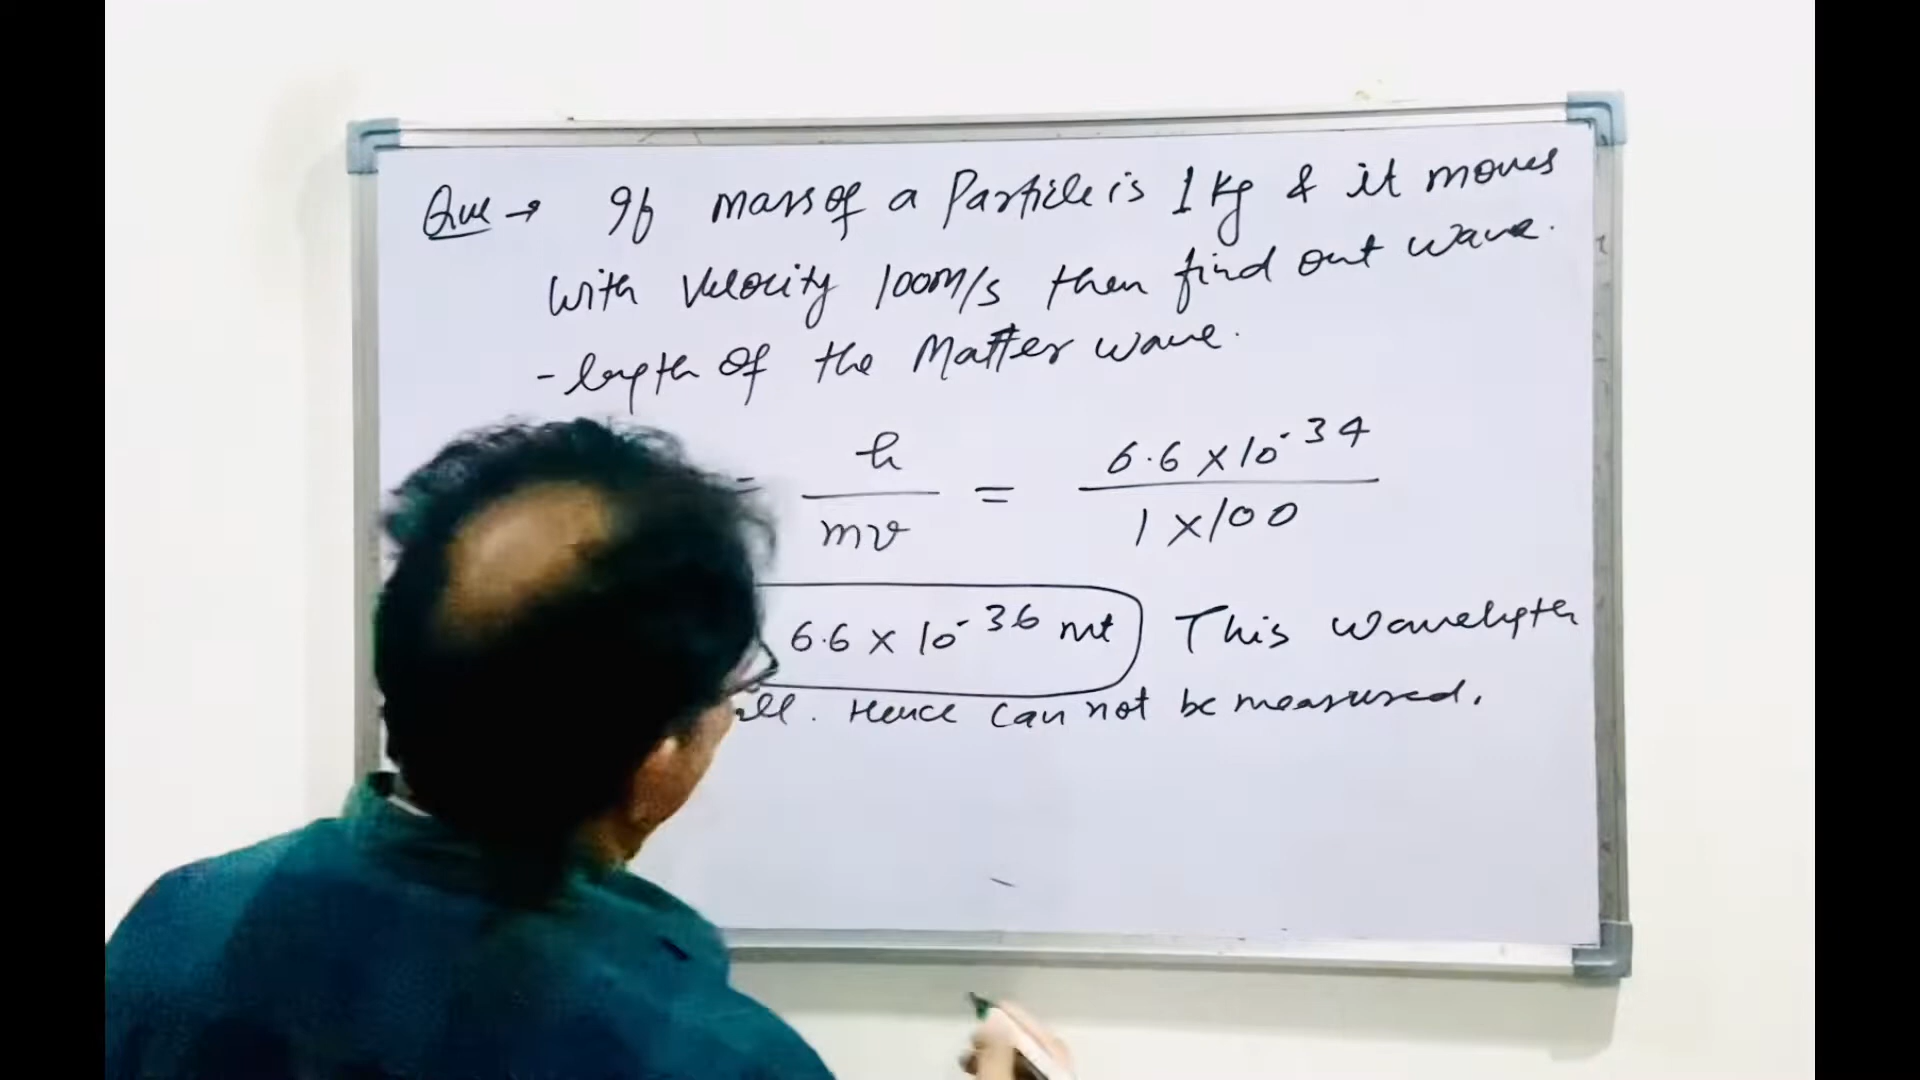 Que → If mass of a Particle is 1 Kg & it moves
with velocity 100M/s then find out wave.
-length of the Matter wave.
= h/mv = 6.6 × 10^-34 / 1 × 100
6.6 × 10^-36 mt This wavelength
Hence can not be measured.